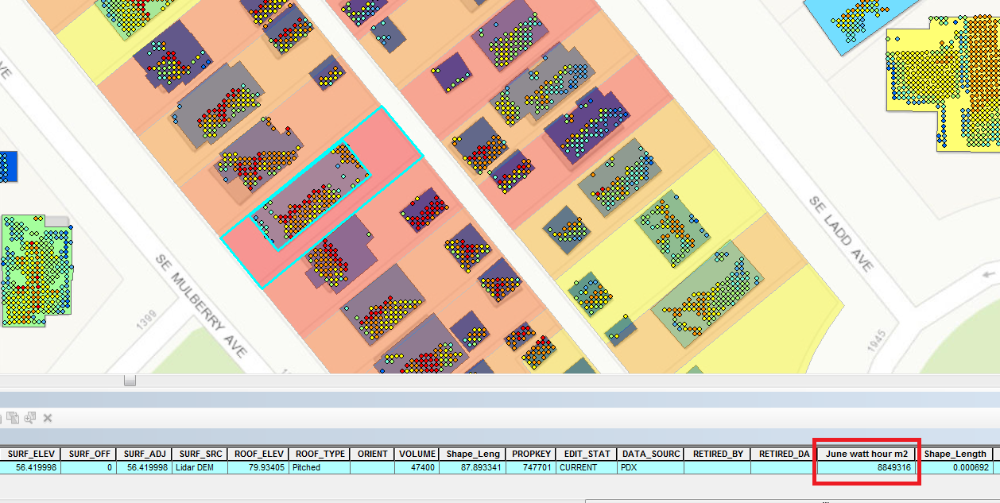 VE
SE MULBERRY AVE
1399
SE LADD AVE
1945
SURF_ELEV SURF_OFF SURF_ADJ SURF_SRC ROOF_ELEV ROOF_TYPE ORIENT VOLUME Shape_Leng PROPKEY EDIT_STAT DATA_SOURC RETIRED_BY RETIRED_DA June watt hour m2 Shape_Length
56.419998 0 56.419998 Lidar DEM 79.93405 Pitched 47400 87.893341 747701 CURRENT PDX 8849316 0.000692